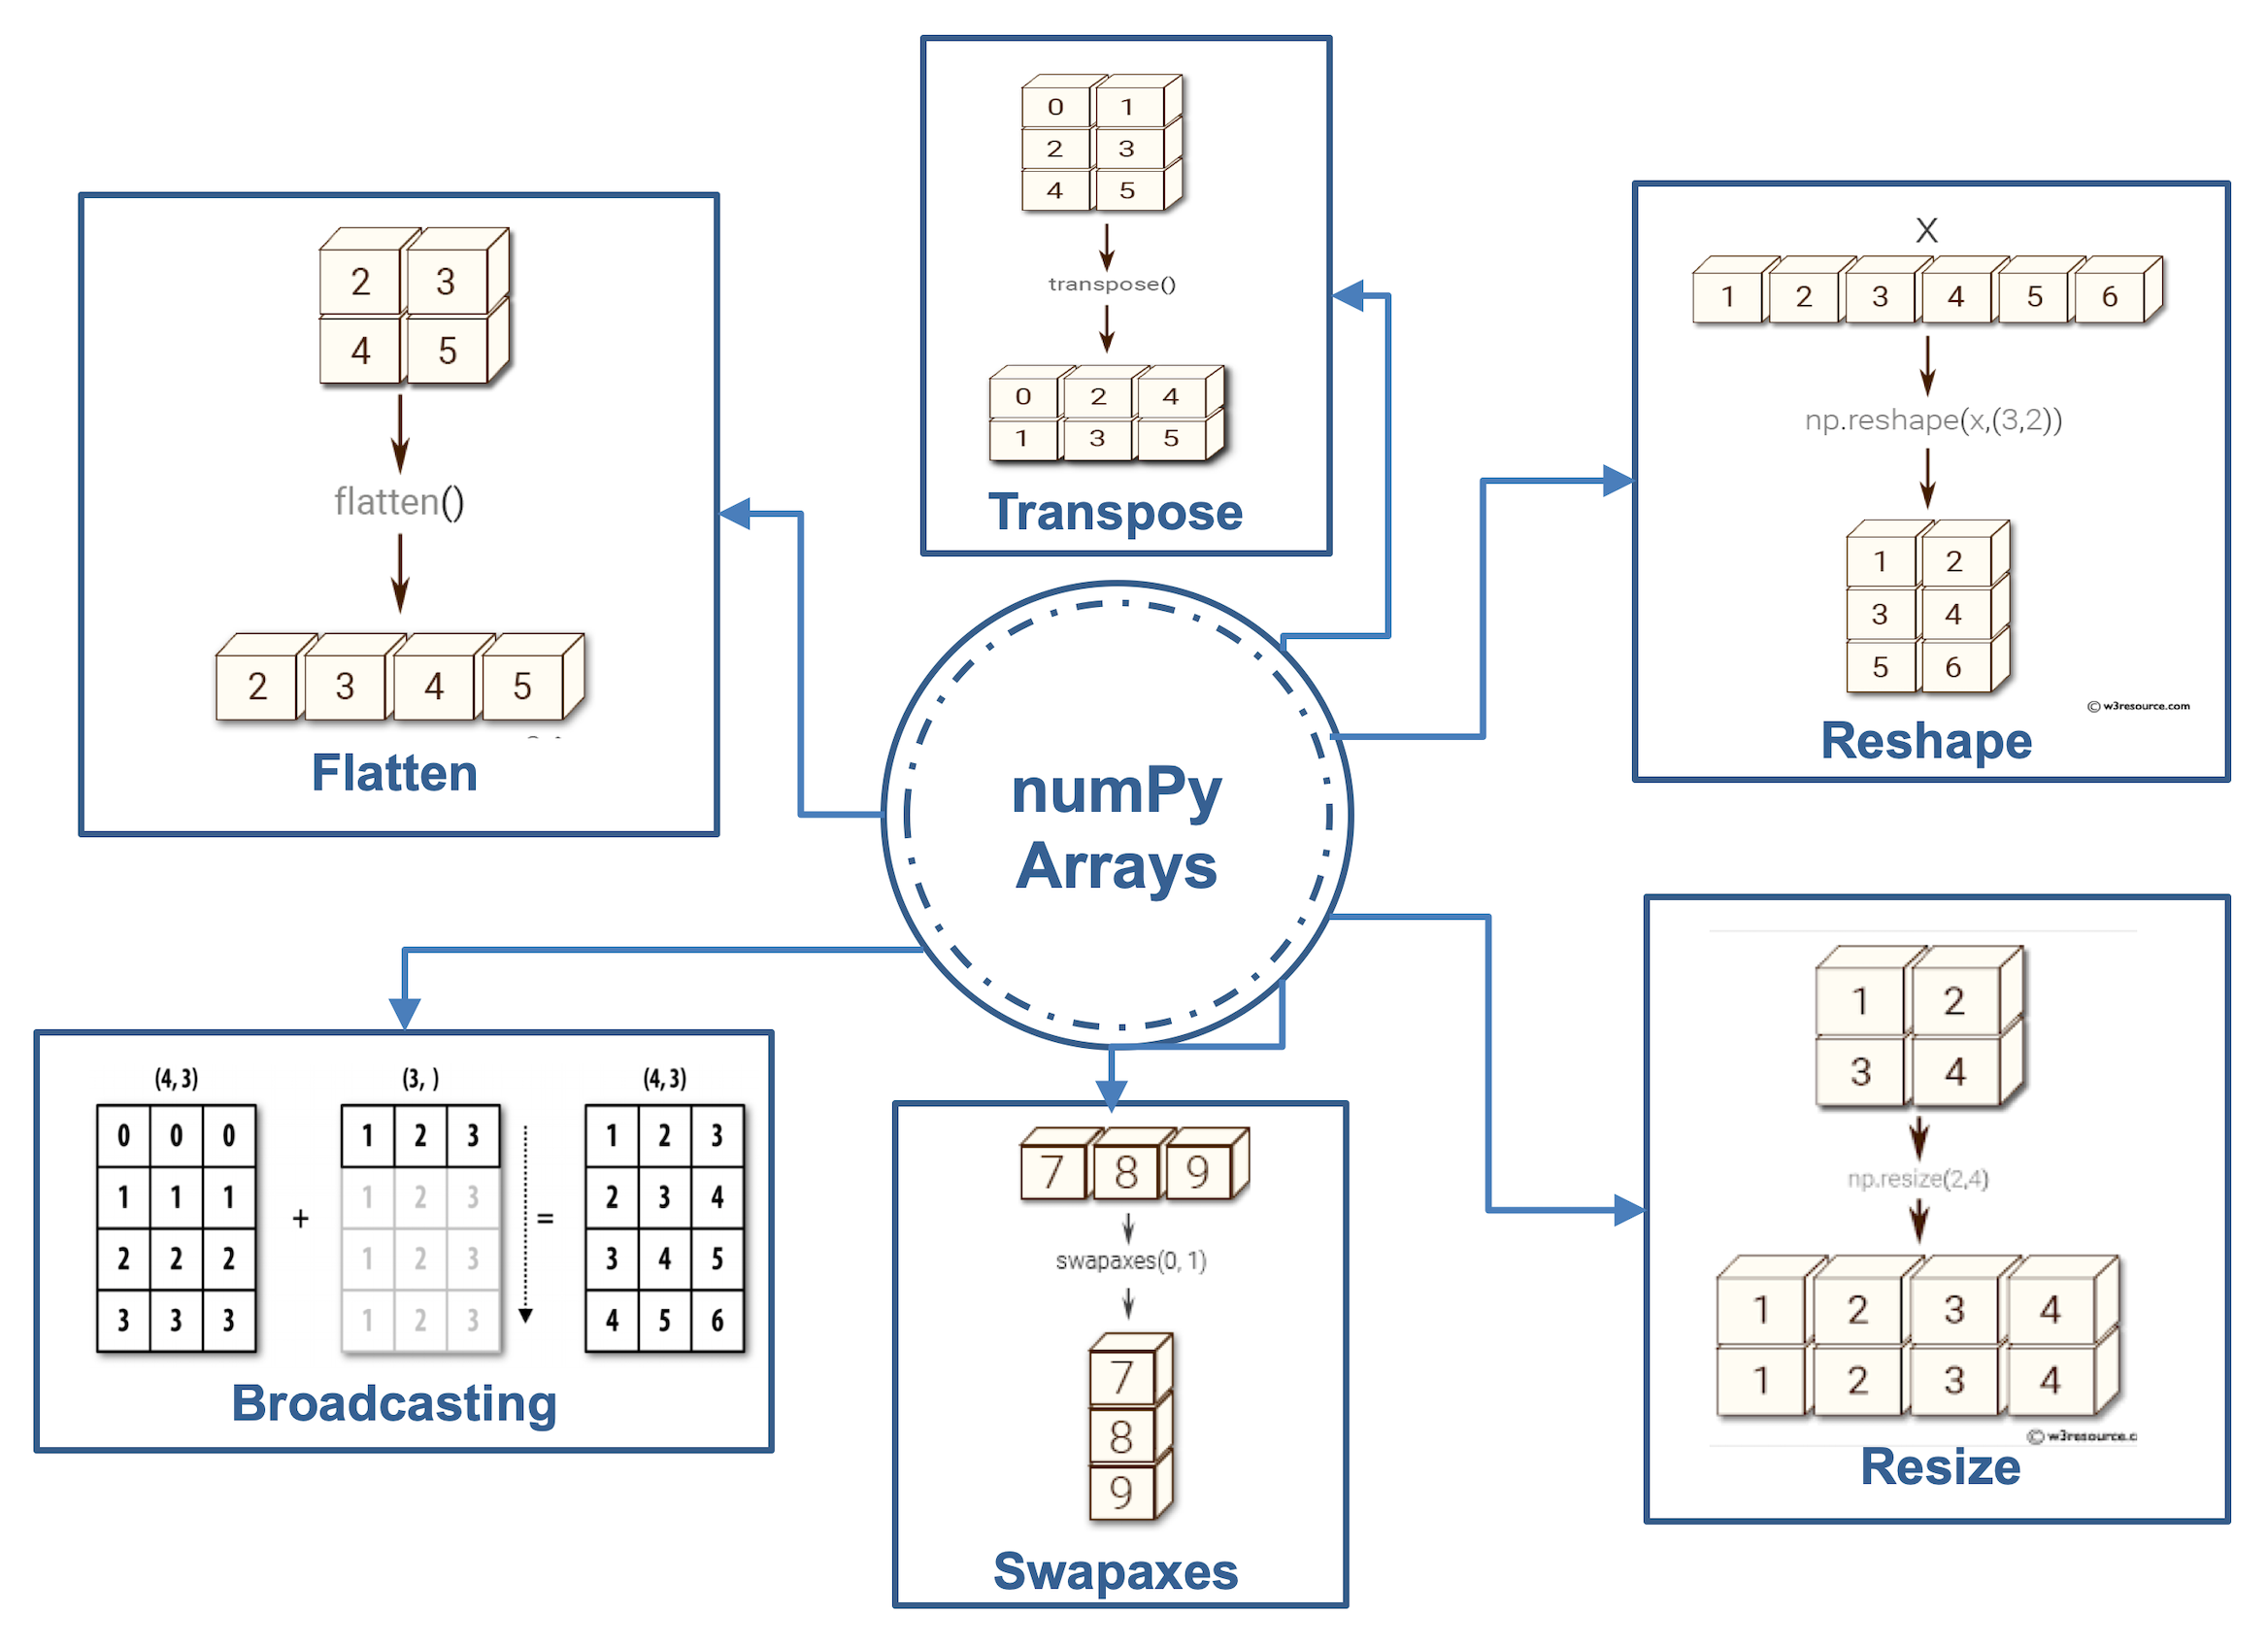 0 1
2 3
4 5
transpose()
0 2 4
1 3 5
Transpose
2 3
4 5
flatten()
2 3 4 5
Flatten
X
1 2 3 4 5 6
np.reshape(x,(3,2))
1 2
3 4
5 6
© w3resource.com
Reshape
numPy
Arrays
(4, 3) (3, ) (4, 3)
0 0 0 1 2 3 1 2 3
1 1 1 1 2 3 2 3 4
+ =
2 2 2 1 2 3 3 4 5
3 3 3 1 2 3 4 5 6
Broadcasting
7 8 9
swapaxes(0, 1)
7
8
9
Swapaxes
1 2
3 4
np.resize(2,4)
1 2 3 4
1 2 3 4
© w3resource.c
Resize